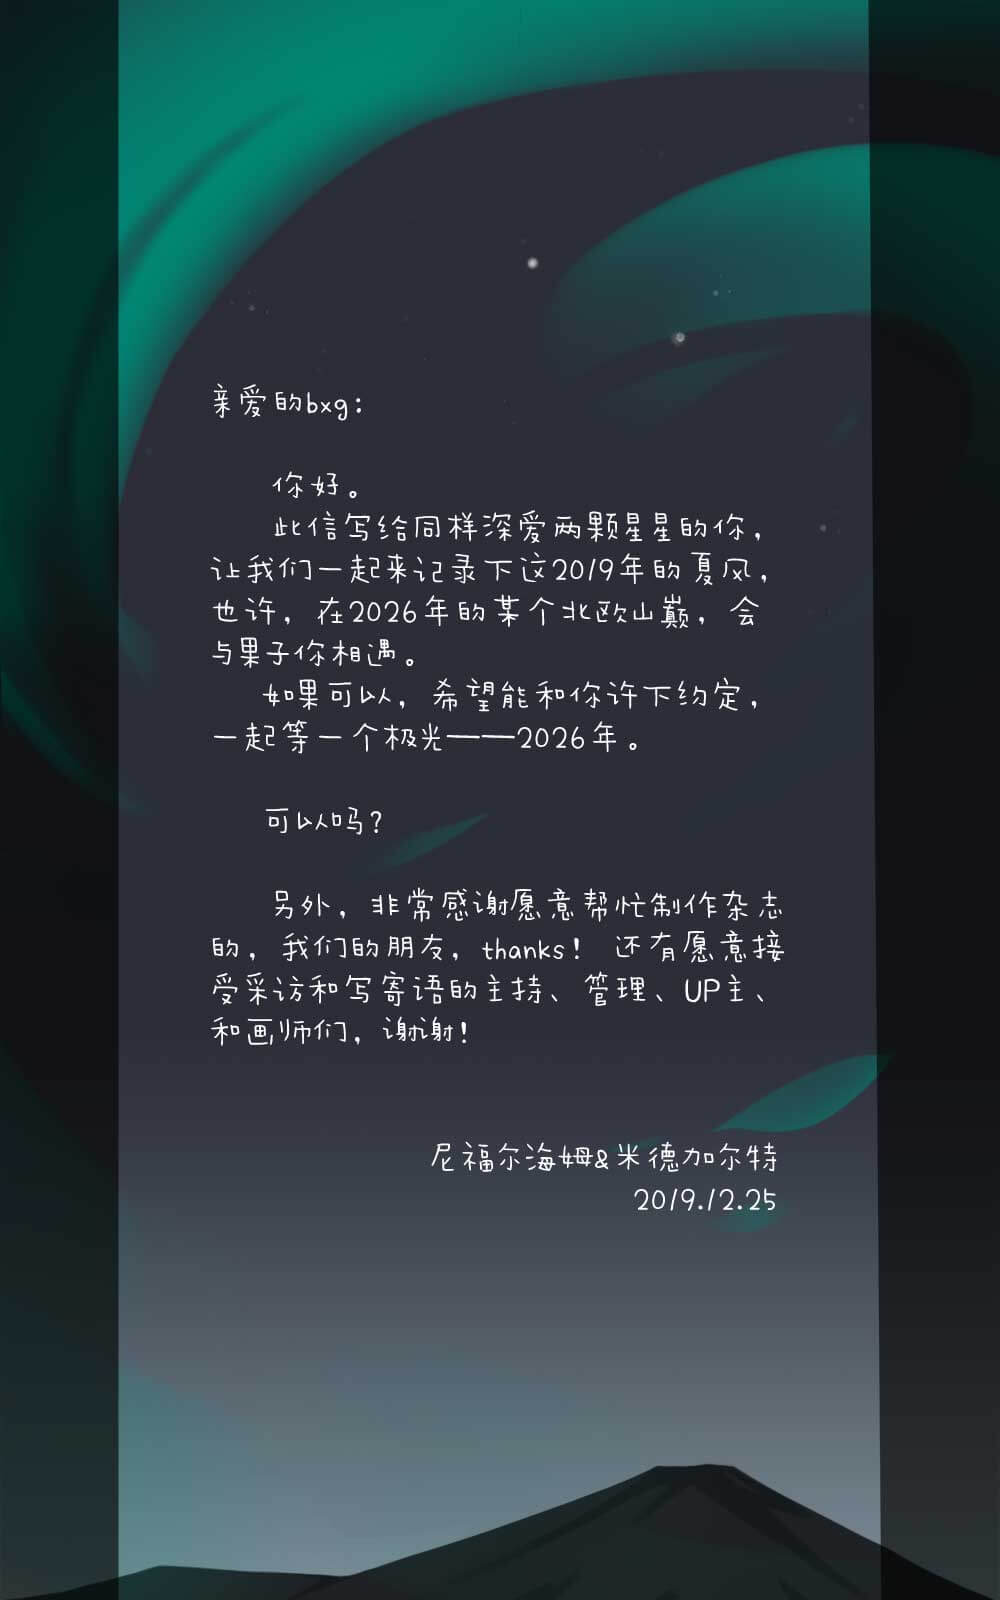 亲爱的bxg：
你好。
此信写给同样深爱两颗星星的你，
让我们一起来记录下这2019年的夏风，
也许，在2026年的某个北欧山巅，会
与果子你相遇。
如果可以，希望能和你许下约定，
一起等一个极光——2026年。
可以吗？
另外，非常感谢愿意帮忙制作杂志
的，我们的朋友，thanks！ 还有愿意接
受采访和写寄语的主持、管理、UP主、
和画师们，谢谢！
尼福尔海姆&米德加尔特
2019.12.25